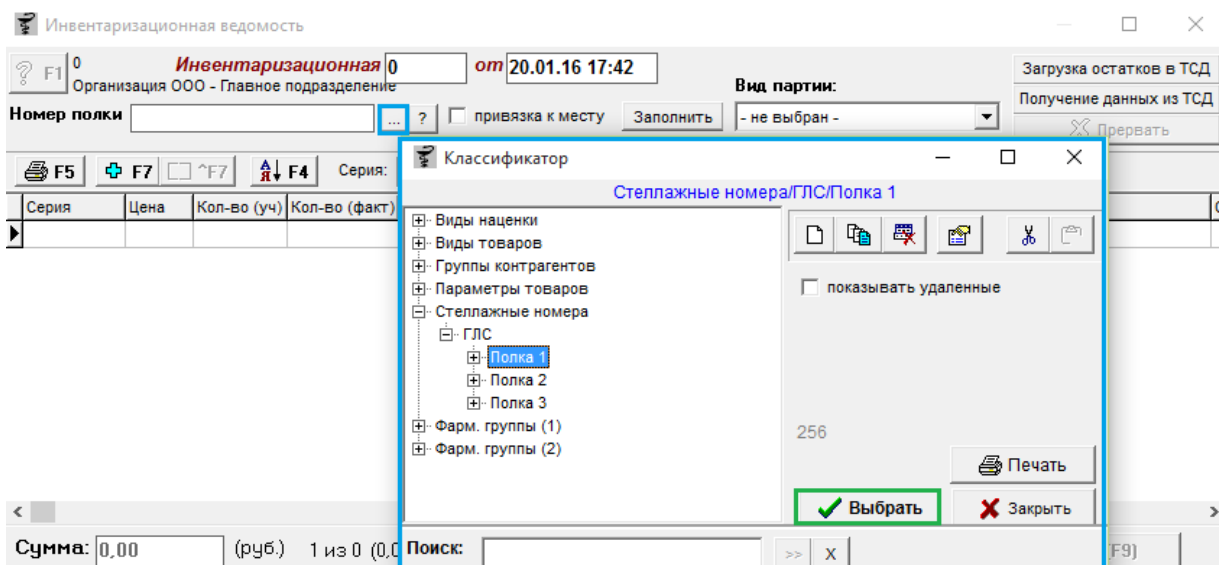 Инвентаризационная ведомость
? F1 0 Инвентаризационная 0 от 20.01.16 17:42
Организация ООО - Главное подразделение
Вид партии:
Загрузка остатков в ТСД
Номер полки ... ? привязка к месту Заполнить - не выбран -
Получение данных из ТСД
Прервать
F5 F7 ^F7 АЯ F4 Серия:
Серия Цена Кол-во (уч) Кол-во (факт)
Классификатор
Стеллажные номера/ГЛС/Полка 1
Виды наценки
Виды товаров
Группы контрагентов
Параметры товаров
Стеллажные номера
ГЛС
Полка 1
Полка 2
Полка 3
Фарм. группы (1)
Фарм. группы (2)
показывать удаленные
256
Печать
Выбрать Закрыть
Сумма: 0,00 (руб.) 1 из 0 (0,0
Поиск: >> X
F9)